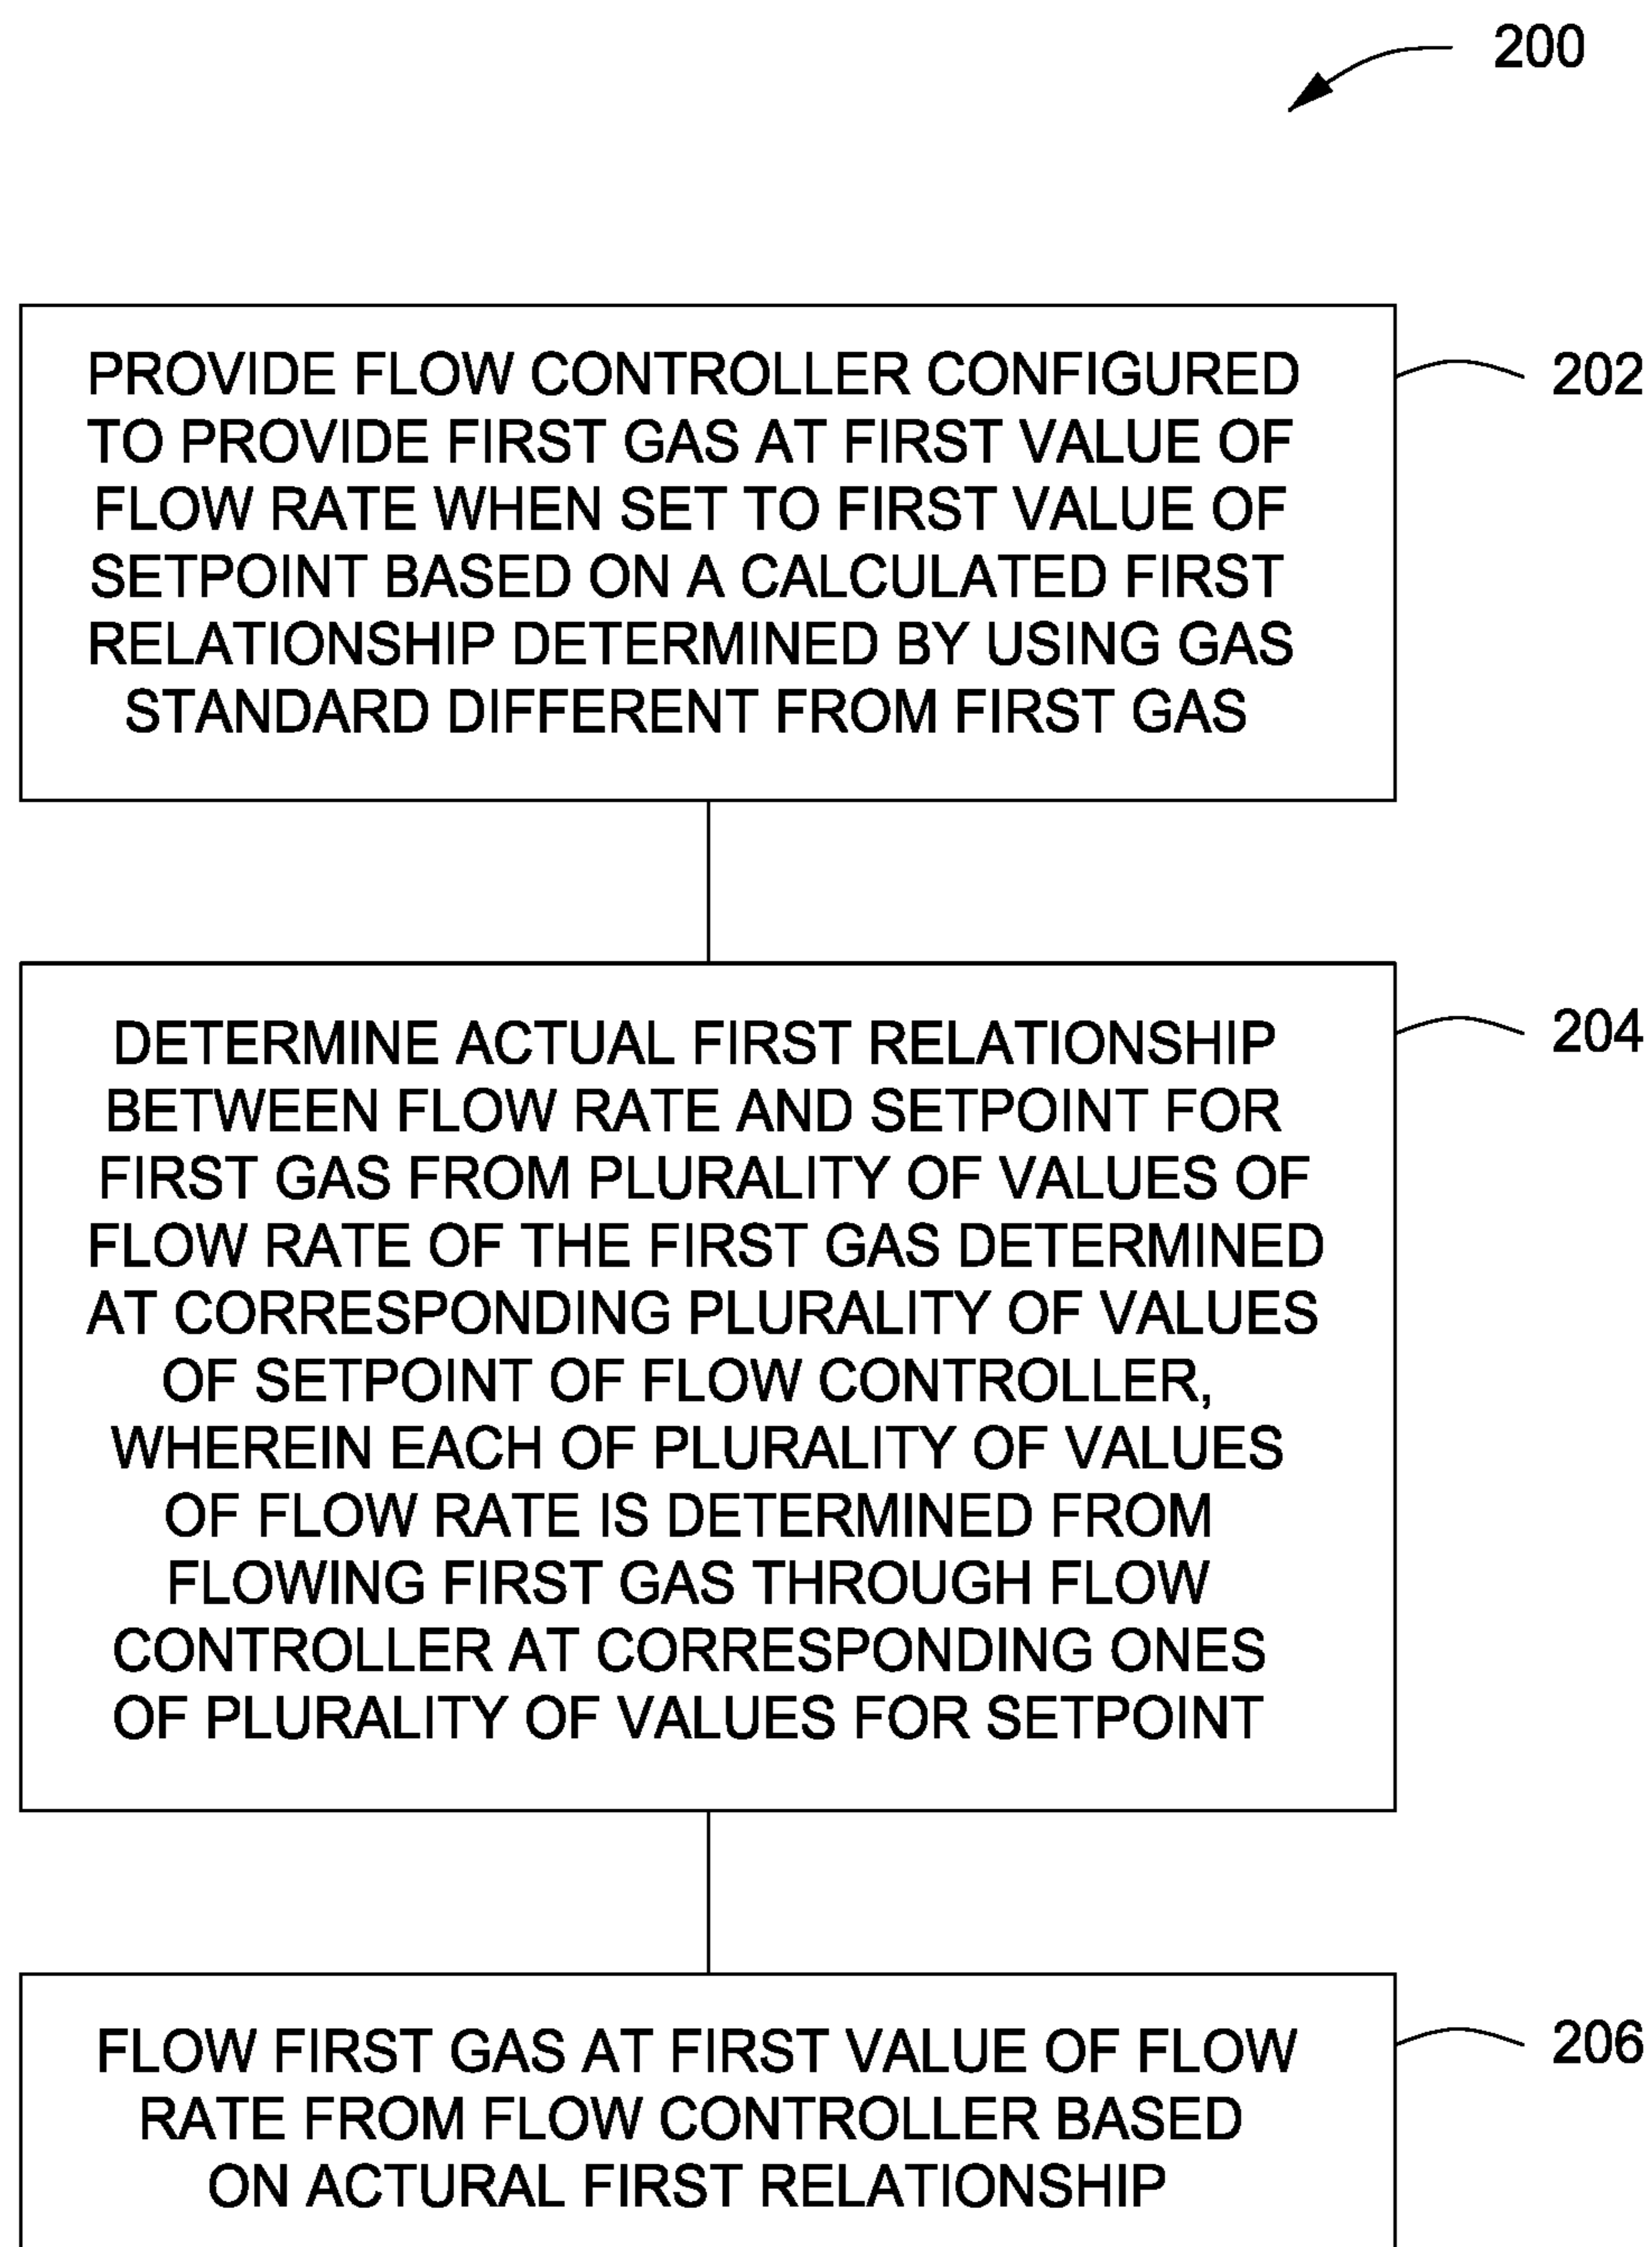 200
PROVIDE FLOW CONTROLLER CONFIGURED
TO PROVIDE FIRST GAS AT FIRST VALUE OF
FLOW RATE WHEN SET TO FIRST VALUE OF
SETPOINT BASED ON A CALCULATED FIRST
RELATIONSHIP DETERMINED BY USING GAS
STANDARD DIFFERENT FROM FIRST GAS
202
DETERMINE ACTUAL FIRST RELATIONSHIP
BETWEEN FLOW RATE AND SETPOINT FOR
FIRST GAS FROM PLURALITY OF VALUES OF
FLOW RATE OF THE FIRST GAS DETERMINED
AT CORRESPONDING PLURALITY OF VALUES
OF SETPOINT OF FLOW CONTROLLER,
WHEREIN EACH OF PLURALITY OF VALUES
OF FLOW RATE IS DETERMINED FROM
FLOWING FIRST GAS THROUGH FLOW
CONTROLLER AT CORRESPONDING ONES
OF PLURALITY OF VALUES FOR SETPOINT
204
FLOW FIRST GAS AT FIRST VALUE OF FLOW
RATE FROM FLOW CONTROLLER BASED
ON ACTURAL FIRST RELATIONSHIP
206